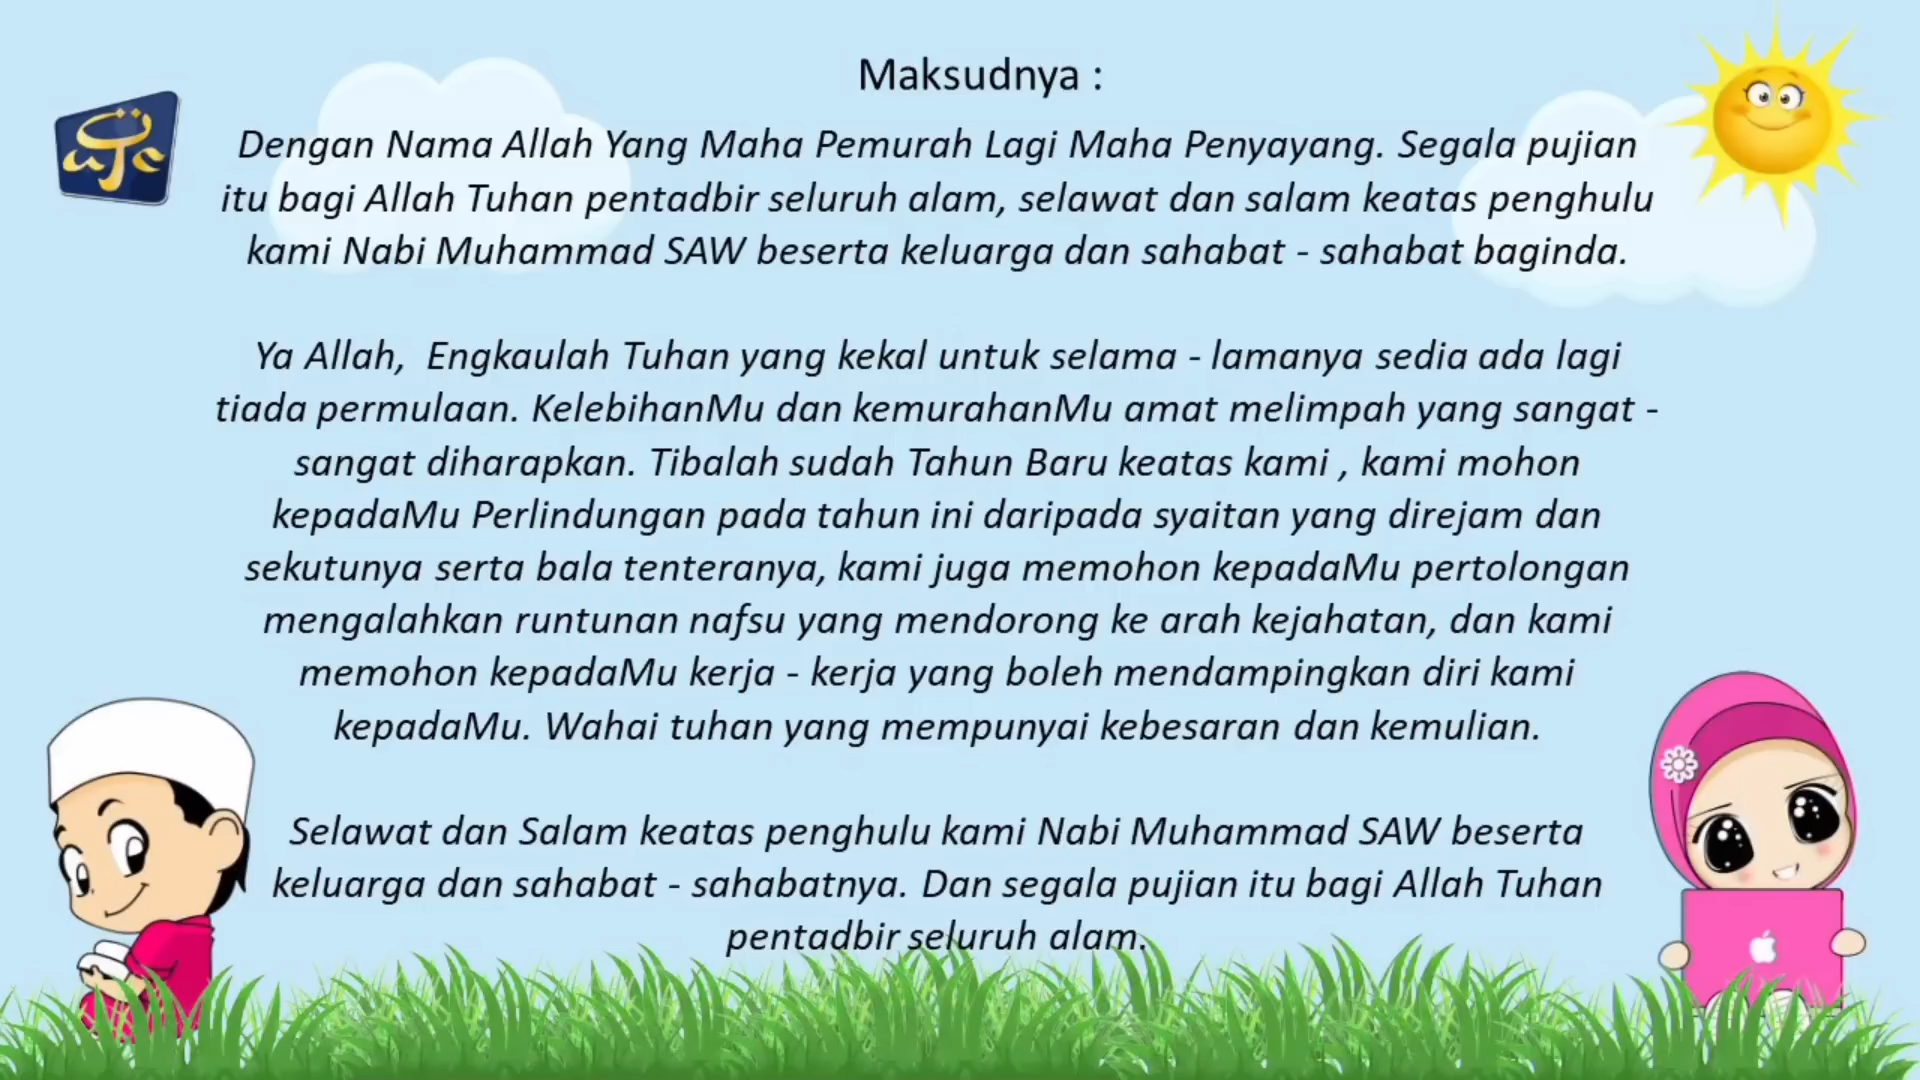 Maksudnya :
Dengan Nama Allah Yang Maha Pemurah Lagi Maha Penyayang. Segala pujian
itu bagi Allah Tuhan pentadbir seluruh alam, selawat dan salam keatas penghulu
kami Nabi Muhammad SAW beserta keluarga dan sahabat - sahabat baginda.
Ya Allah,  Engkaulah Tuhan yang kekal untuk selama - lamanya sedia ada lagi
tiada permulaan. KelebihanMu dan kemurahanMu amat melimpah yang sangat -
sangat diharapkan. Tibalah sudah Tahun Baru keatas kami , kami mohon
kepadaMu Perlindungan pada tahun ini daripada syaitan yang direjam dan
sekutunya serta bala tenteranya, kami juga memohon kepadaMu pertolongan
mengalahkan runtunan nafsu yang mendorong ke arah kejahatan, dan kami
memohon kepadaMu kerja - kerja yang boleh mendampingkan diri kami
kepadaMu. Wahai tuhan yang mempunyai kebesaran dan kemulian.
Selawat dan Salam keatas penghulu kami Nabi Muhammad SAW beserta
keluarga dan sahabat - sahabatnya. Dan segala pujian itu bagi Allah Tuhan
pentadbir seluruh alam.